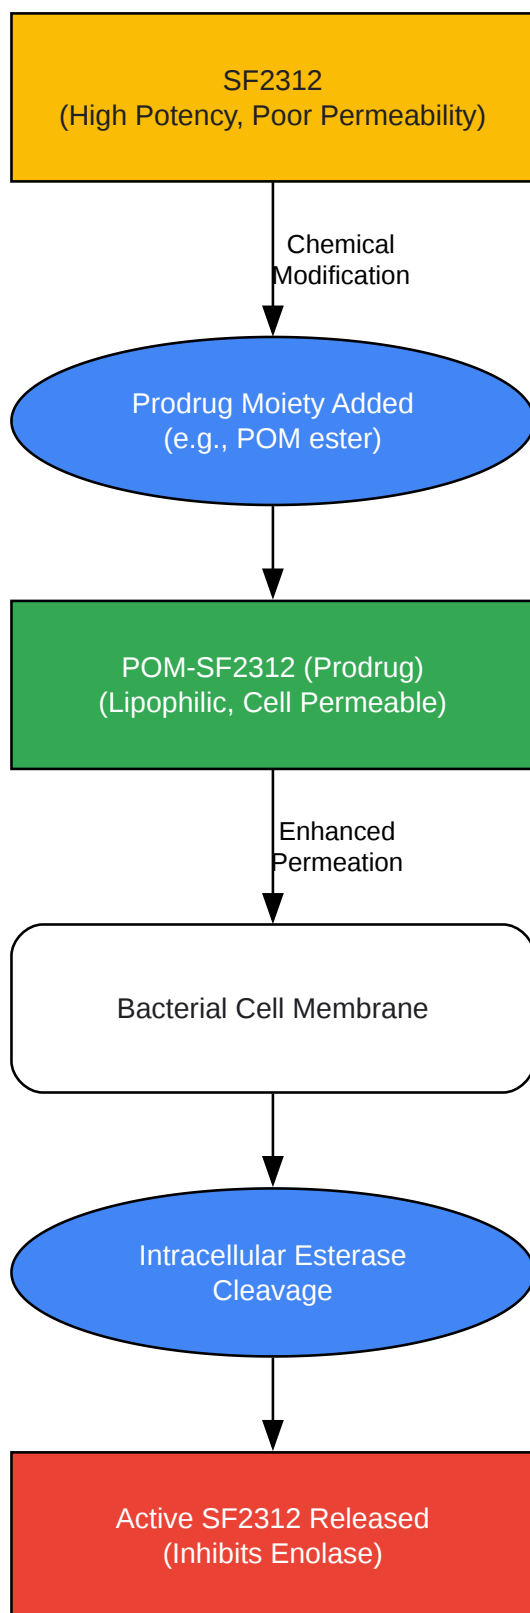 SF2312
(High Potency, Poor Permeability)
Chemical
Modification
Prodrug Moiety Added
(e.g., POM ester)
POM-SF2312 (Prodrug)
(Lipophilic, Cell Permeable)
Enhanced
Permeation
Bacterial Cell Membrane
Intracellular Esterase
Cleavage
Active SF2312 Released
(Inhibits Enolase)